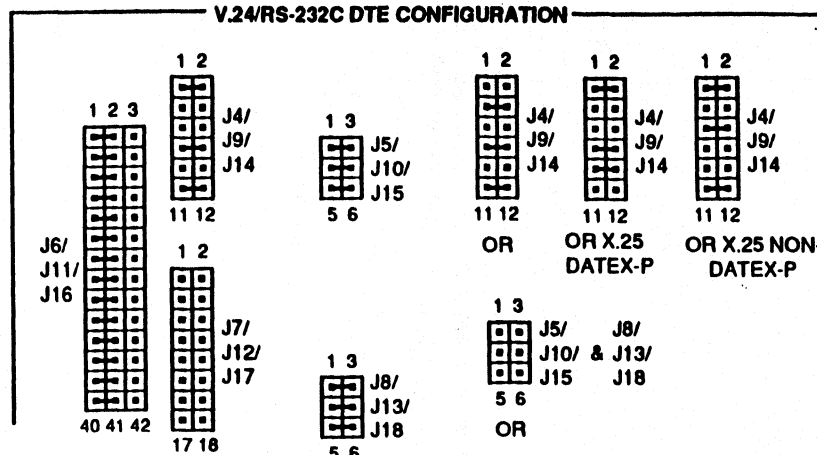 V.24/RS-232C DTE CONFIGURATION
1 2 3
J6/
J11/
J16
40 41 42
1 2
J4/
J9/
J14
11 12
1 2
J7/
J12/
J17
17 18
1 3
J5/
J10/
J15
5 6
1 3
J8/
J13/
J18
5 6
1 2
J4/
J9/
J14
11 12
OR
1 2
J4/
J9/
J14
11 12
OR X.25
DATEX-P
1 2
J4/
J9/
J14
11 12
OR X.25 NON-
DATEX-P
1 3
J5/ J8/
J10/ & J13/
J15 J18
5 6
OR